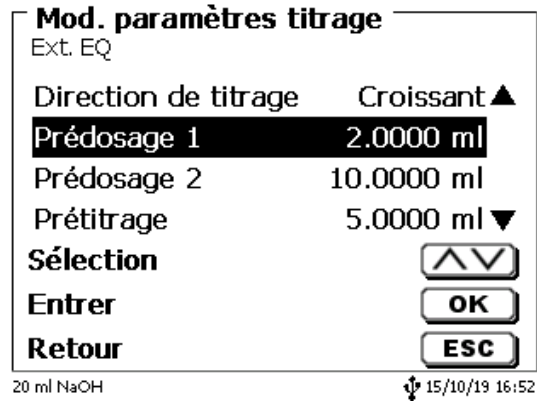 Mod. paramètres titrage
Ext. EQ
Direction de titrage Croissant▲
Prédosage 1 2.0000 ml
Prédosage 2 10.0000 ml
Prétitrage 5.0000 ml▼
Sélection
Entrer OK
Retour ESC
20 ml NaOH 15/10/19 16:52